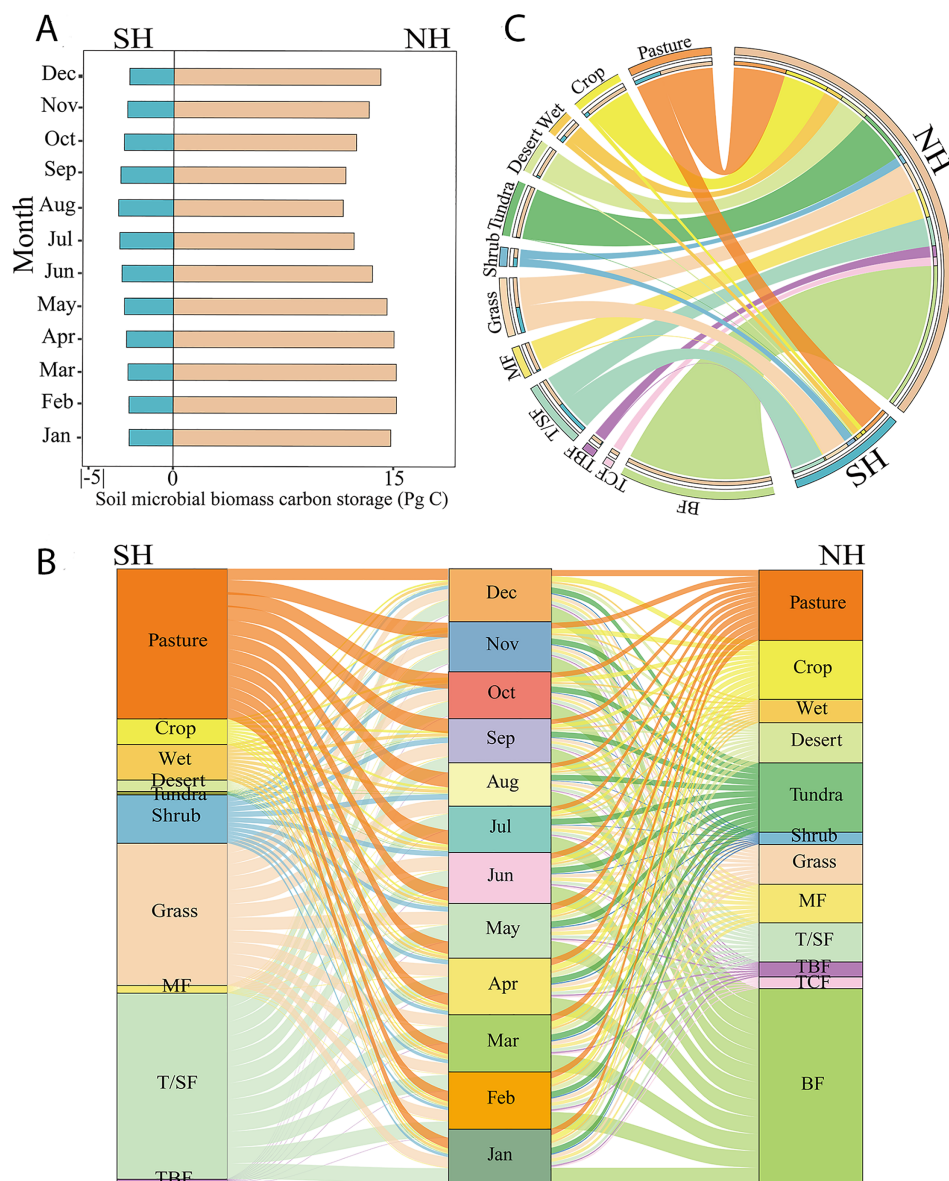 A
SH
NH
Dec
Nov
Oct
Sep
Aug
Jul
Jun
May
Apr
Mar
Feb
Jan
Month
-5
0
15
Soil microbial biomass carbon storage (Pg C)
C
Pasture
Crop
Wet
Desert
Tundra
Shrub
Grass
MF
T/SF
TBF
TCF
BF
SH
NH
B
SH
NH
Pasture
Crop
Wet
Desert
Tundra
Shrub
Grass
MF
T/SF
TBF
Dec
Nov
Oct
Sep
Aug
Jul
Jun
May
Apr
Mar
Feb
Jan
Pasture
Crop
Wet
Desert
Tundra
Shrub
Grass
MF
T/SF
TBF
TCF
BF